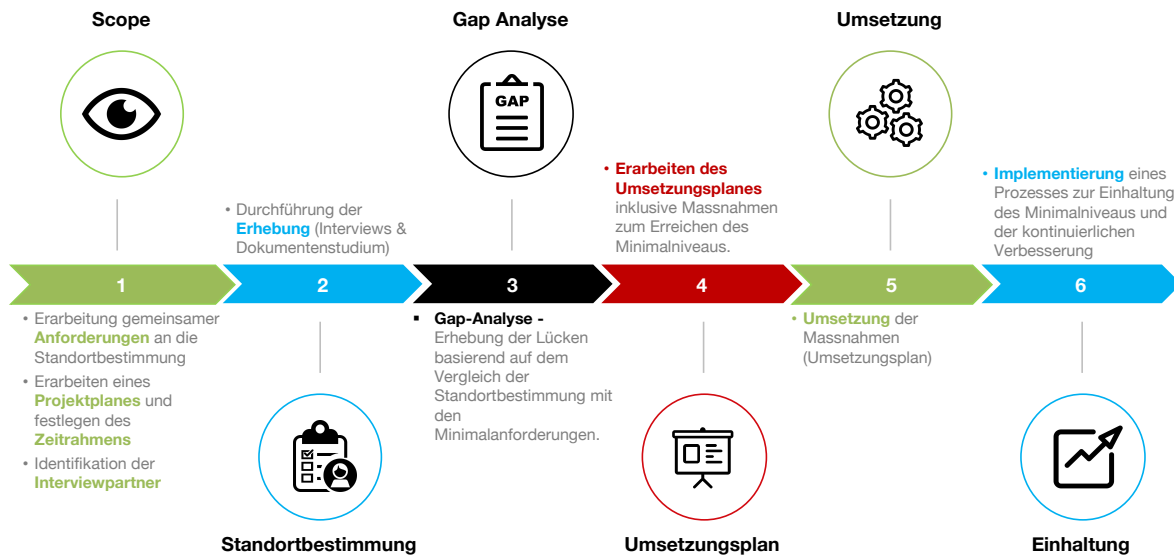 Scope
Gap Analyse
Umsetzung
GAP
• Durchführung der
Erhebung (Interviews &
Dokumentenstudium)
• Erarbeiten des
Umsetzungsplanes
inklusive Massnahmen
zum Erreichen des
Minimalniveaus.
• Implementierung eines
Prozesses zur Einhaltung
des Minimalniveaus und
der kontinuierlichen
Verbesserung
1
2
3
4
5
6
• Erarbeitung gemeinsamer
Anforderungen an die
Standortbestimmung
• Erarbeiten eines
Projektplanes und
festlegen des
Zeitrahmens
• Identifikation der
Interviewpartner
▪ Gap-Analyse -
Erhebung der Lücken
basierend auf dem
Vergleich der
Standortbestimmung mit
den
Minimalanforderungen.
• Umsetzung der
Massnahmen
(Umsetzungsplan)
Standortbestimmung
Umsetzungsplan
Einhaltung